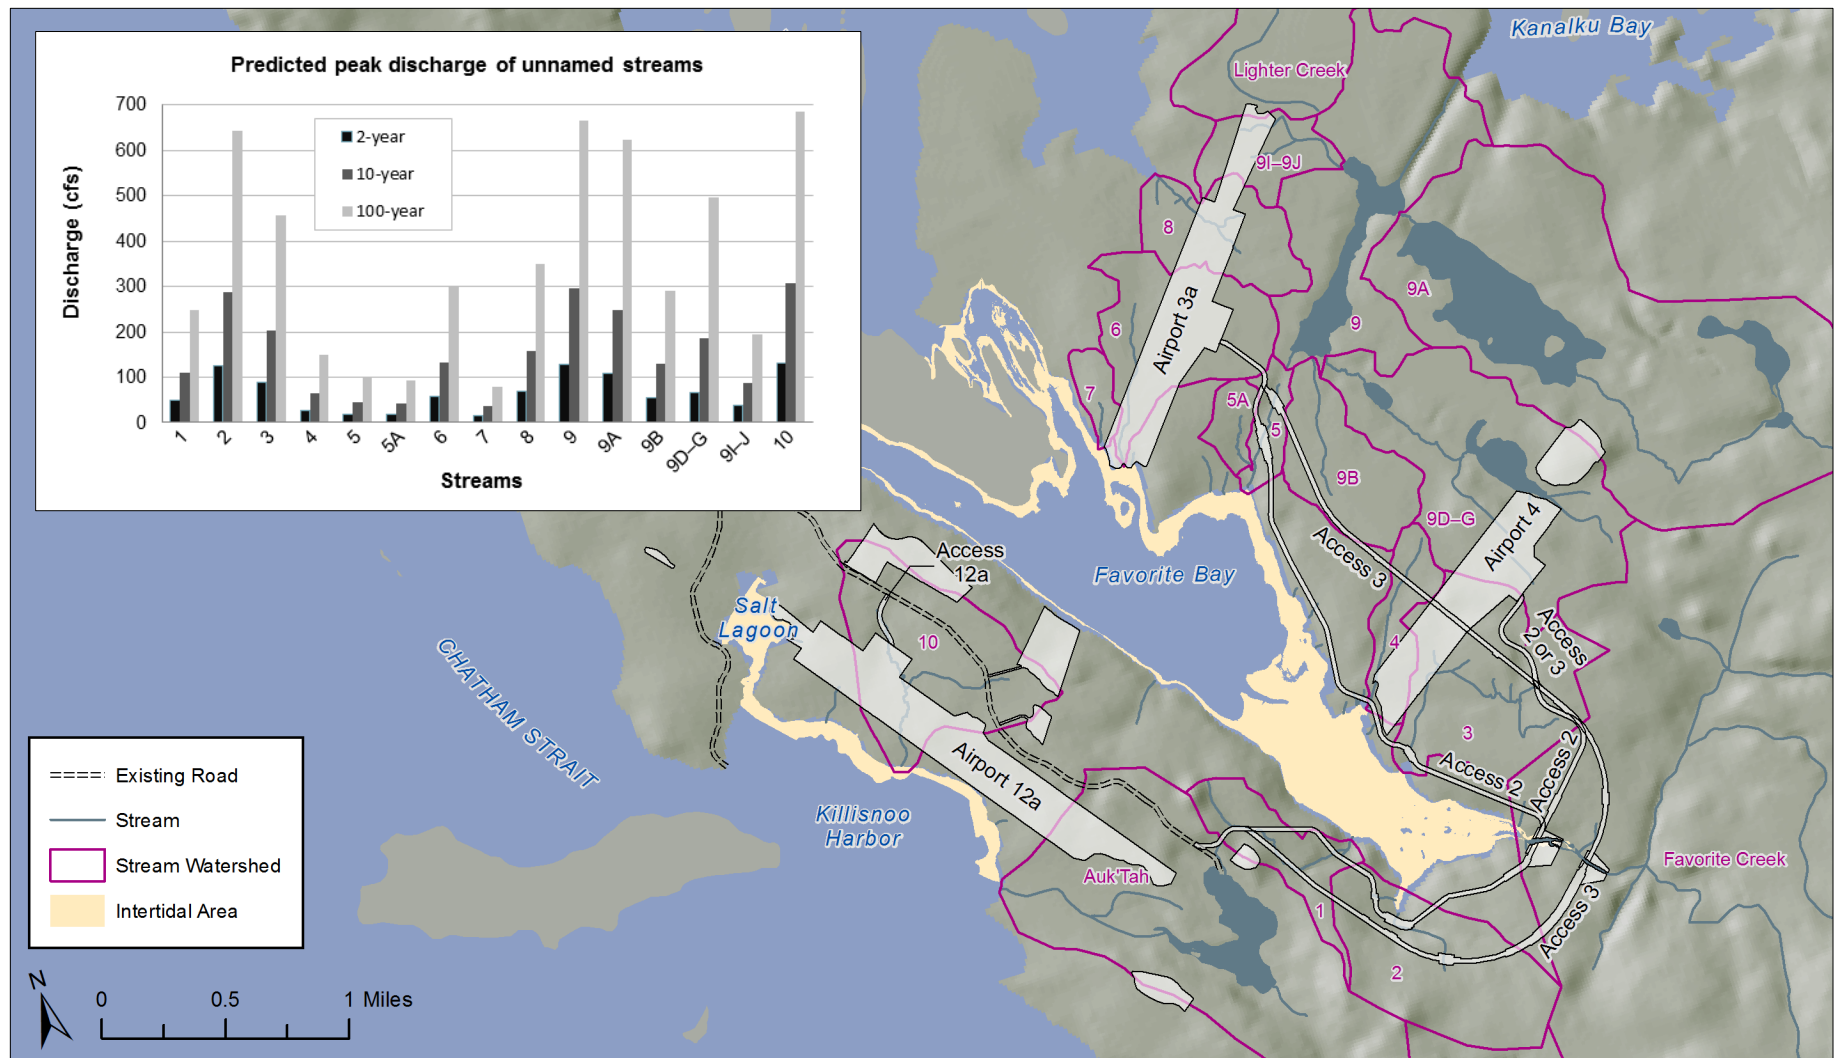 Predicted peak discharge of unnamed streams
Discharge (cfs)
700
600
500
400
300
200
100
0
2-year
10-year
100-year
1
2
3
4
5
5A
6
7
8
9
9A
9B
9D–G
9I–J
10
Streams
Kanalku Bay
Lighter Creek
9I–9J
8
9A
9
6
Airport 3a
7
5A
5
9B
9D–G
Airport 4
Access 3
Access
12a
Favorite Bay
Salt
Lagoon
10
4
Access
2 or 3
3
CHATHAM STRAIT
Access 2
Access 2
Airport 12a
Killisnoo
Harbor
Auk'Tah
Favorite Creek
1
Access 3
2
Existing Road
Stream
Stream Watershed
Intertidal Area
N
0 0.5 1 Miles